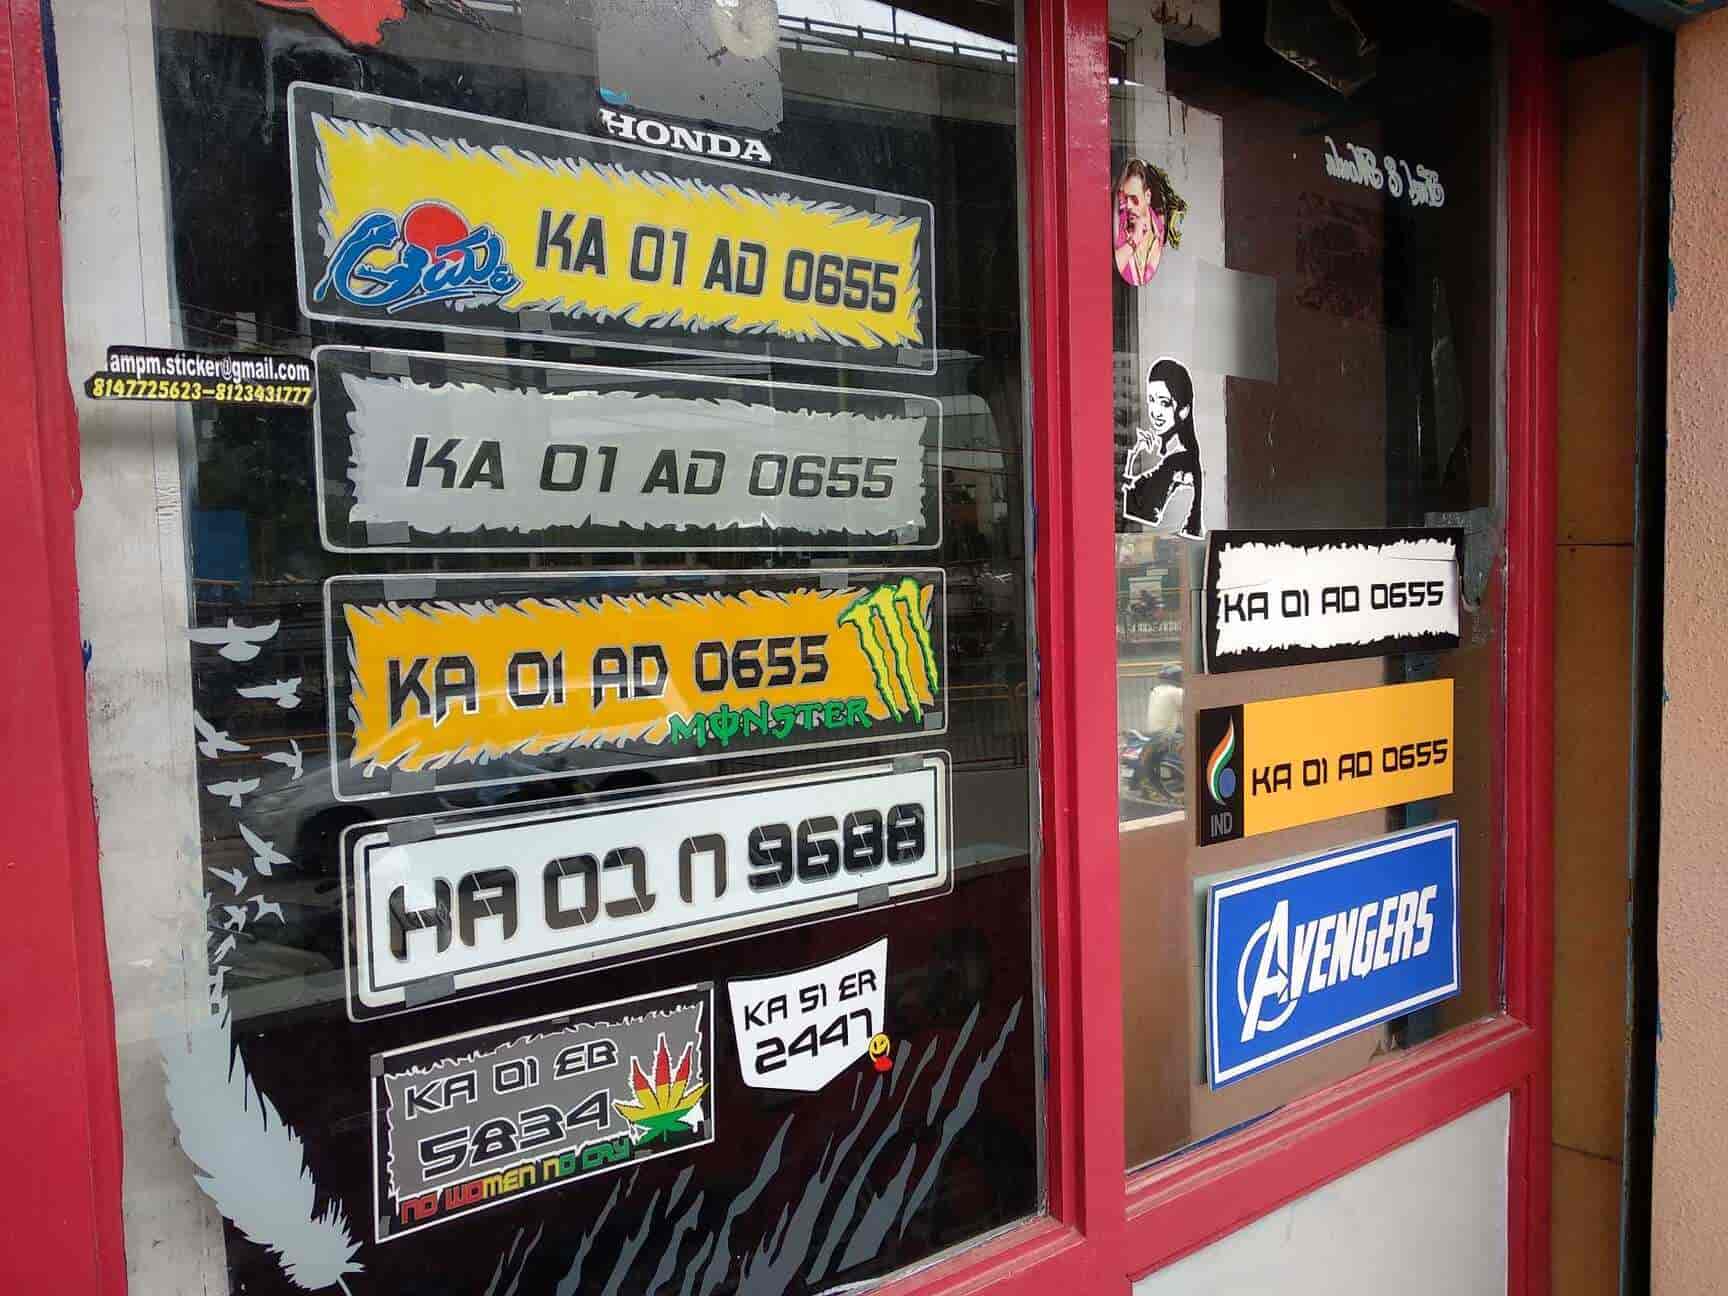 HONDA
అమ్మ
KA 01 AD 0655
ampm.sticker@gmail.com
8147725623-8123431777
KA 01 AD 0655
KA 01 AD 0655
MONSTER
KA 01 N 9688
KA 01 EB
5834
NO WOMEN NO CRY
KA 51 ER
2447
KA 01 AD 0655
IND
KA 01 AD 0655
AVENGERS